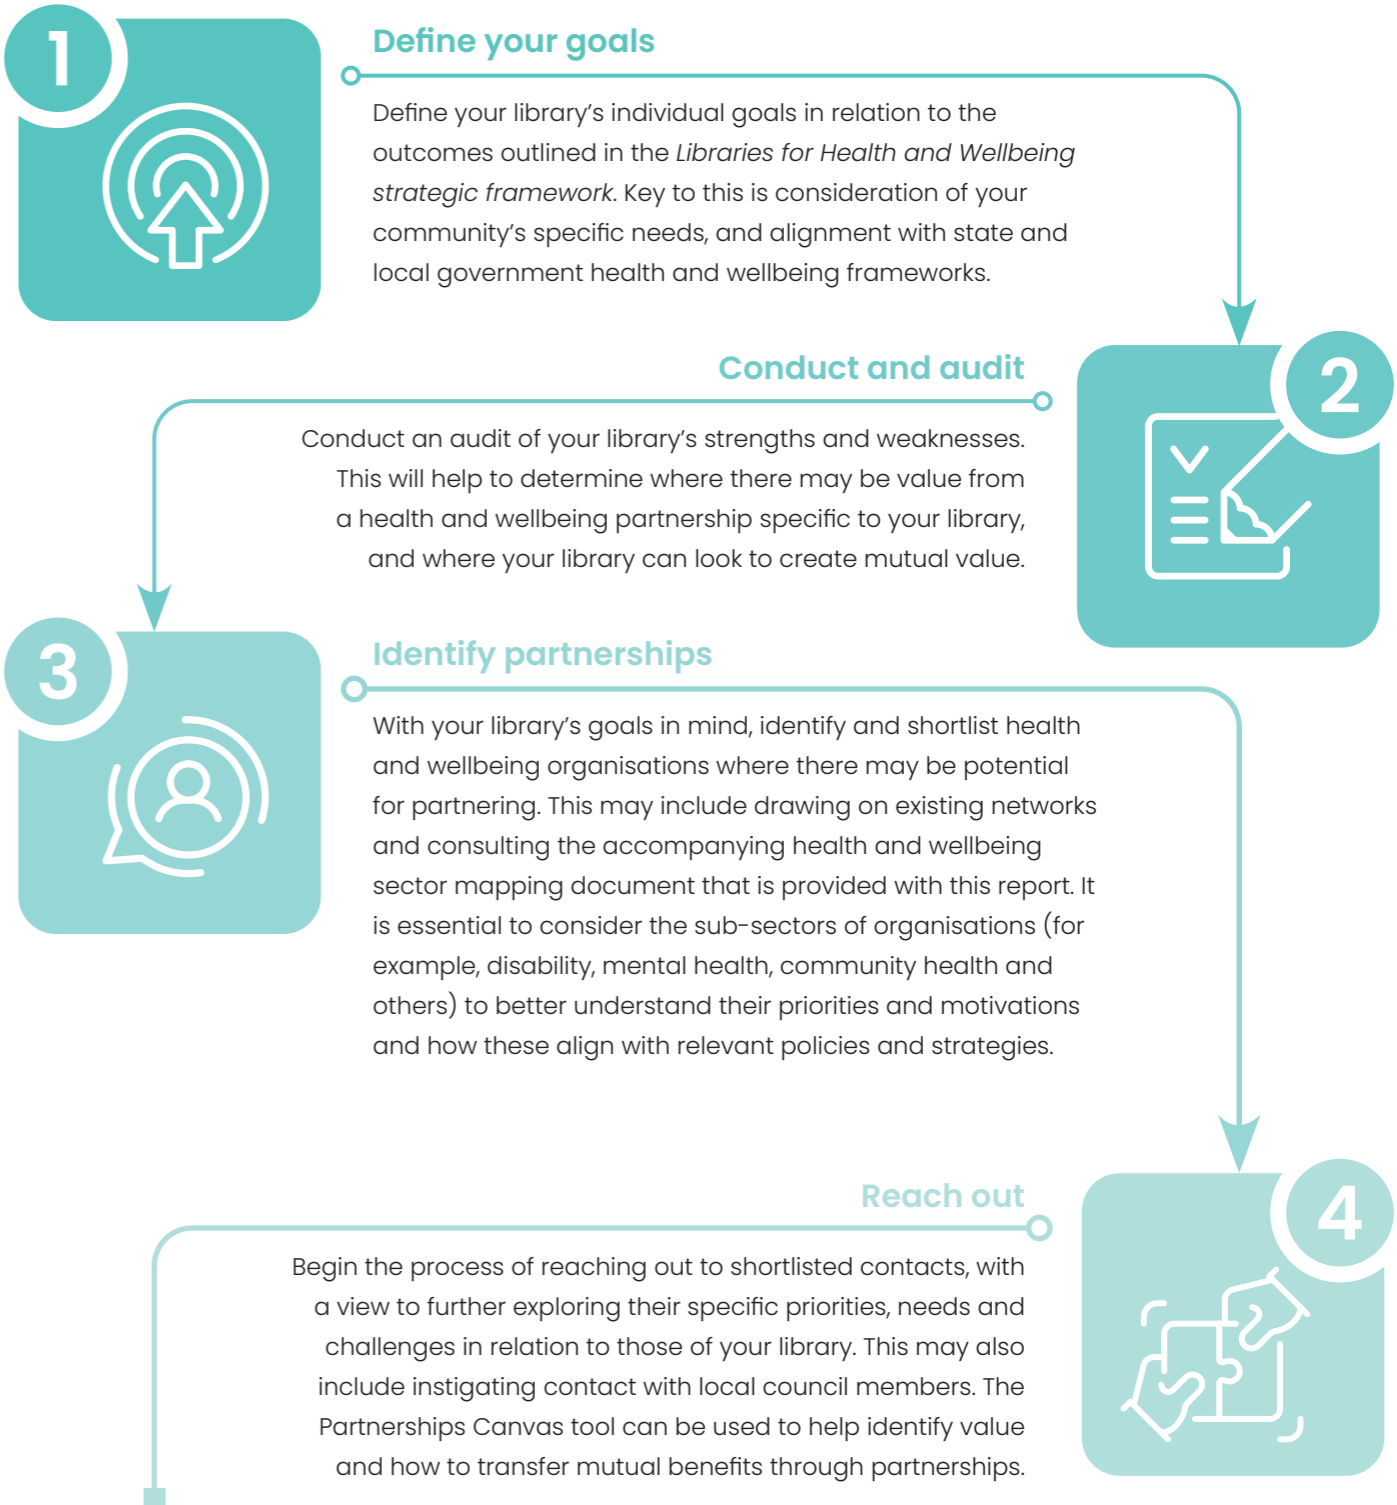 1
Define your goals
Define your library’s individual goals in relation to the
outcomes outlined in the Libraries for Health and Wellbeing
strategic framework. Key to this is consideration of your
community’s specific needs, and alignment with state and
local government health and wellbeing frameworks.
2
Conduct and audit
Conduct an audit of your library’s strengths and weaknesses.
This will help to determine where there may be value from
a health and wellbeing partnership specific to your library,
and where your library can look to create mutual value.
3
Identify partnerships
With your library’s goals in mind, identify and shortlist health
and wellbeing organisations where there may be potential
for partnering. This may include drawing on existing networks
and consulting the accompanying health and wellbeing
sector mapping document that is provided with this report. It
is essential to consider the sub-sectors of organisations (for
example, disability, mental health, community health and
others) to better understand their priorities and motivations
and how these align with relevant policies and strategies.
4
Reach out
Begin the process of reaching out to shortlisted contacts, with
a view to further exploring their specific priorities, needs and
challenges in relation to those of your library. This may also
include instigating contact with local council members. The
Partnerships Canvas tool can be used to help identify value
and how to transfer mutual benefits through partnerships.